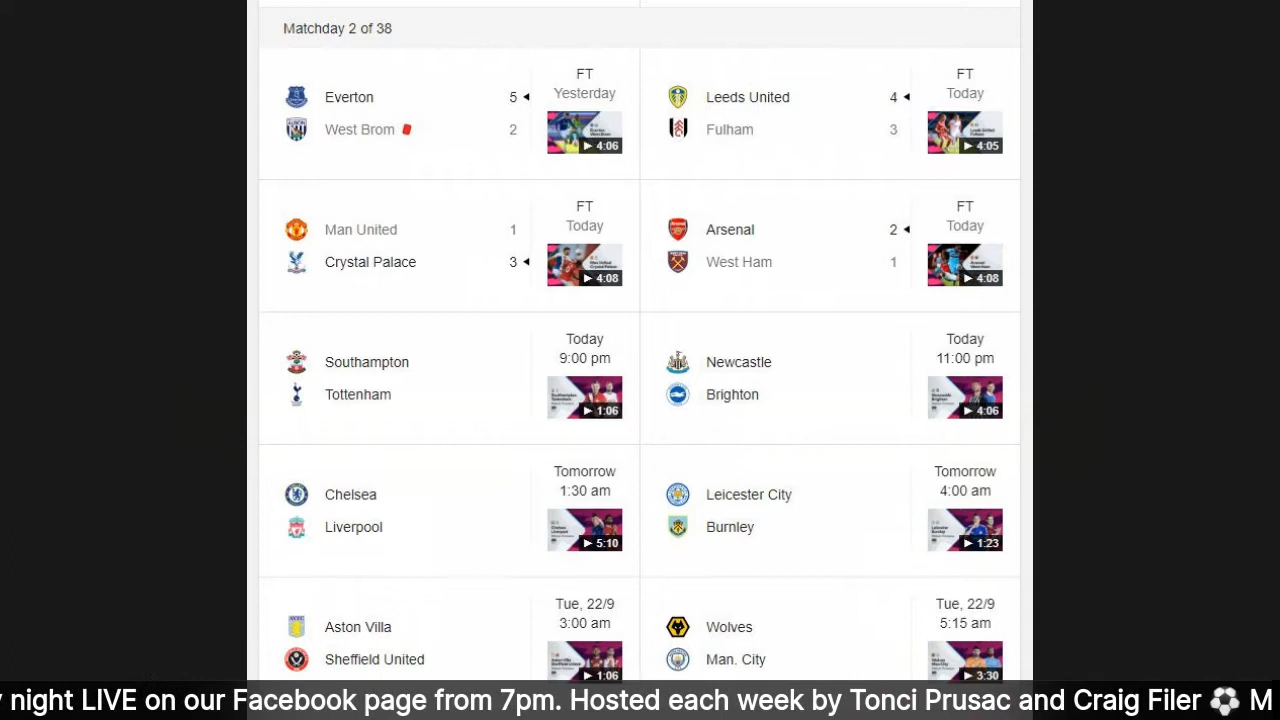 Matchday 2 of 38
Everton 5
West Brom 2
FT
Yesterday
4:06
Leeds United 4
Fulham 3
FT
Today
4:05
Man United 1
Crystal Palace 3
FT
Today
4:08
Arsenal 2
West Ham 1
FT
Today
4:08
Southampton
Tottenham
Today
9:00 pm
1:06
Newcastle
Brighton
Today
11:00 pm
4:06
Chelsea
Liverpool
Tomorrow
1:30 am
5:10
Leicester City
Burnley
Tomorrow
4:00 am
1:23
Aston Villa
Sheffield United
Tue, 22/9
3:00 am
1:06
Wolves
Man. City
Tue, 22/9
5:15 am
3:30
night LIVE on our Facebook page from 7pm. Hosted each week by Tonci Prusac and Craig Filer ⚽ M